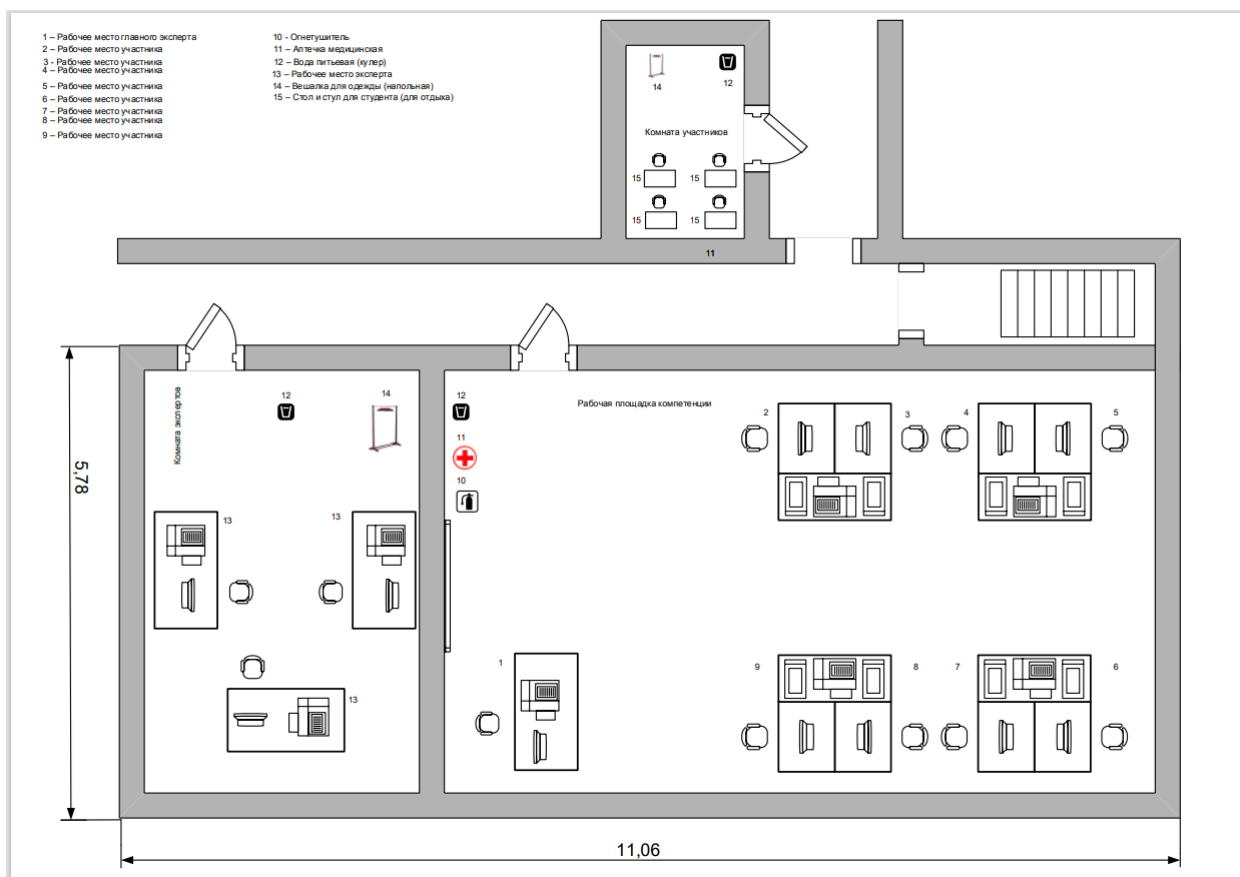 1 – Рабочее место главного эксперта
2 – Рабочее место участника
3 - Рабочее место участника
4 – Рабочее место участника
5 – Рабочее место участника
6 – Рабочее место участника
7 – Рабочее место участника
8 – Рабочее место участника
9 – Рабочее место участника
10 - Огнетушитель
11 – Аптечка медицинская
12 – Вода питьевая (кулер)
13 – Рабочее место эксперта
14 – Вешалка для одежды (напольная)
15 – Стол и стул для студента (для отдыха)
14
12
Комната участников
15
15
15
15
11
Комната экспертов
12
14
13
13
13
12
11
10
Рабочая площадка компетенции
2
3
4
5
1
9
8
7
6
5,78
11,06